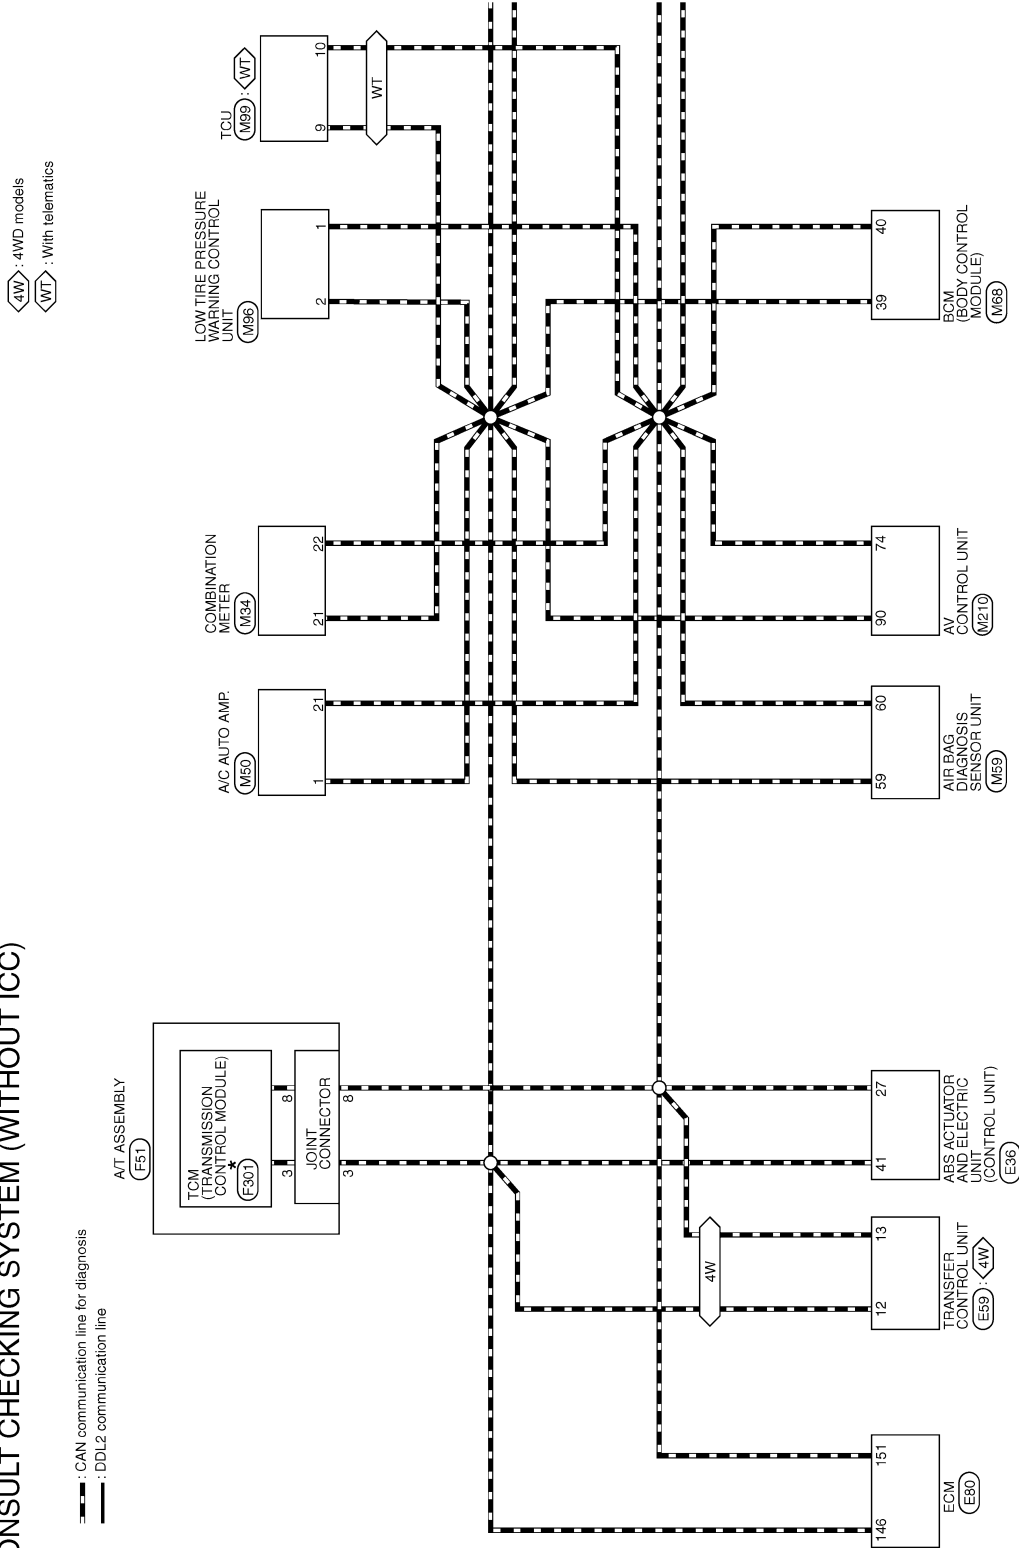 ONSULT CHECKING SYSTEM (WITHOUT ICC)
: CAN communication line for diagnosis
: DDL2 communication line
4W : 4WD models
WT : With telematics
A/T ASSEMBLY
F51
TCM
(TRANSMISSION
CONTROL MODULE)
*
F301
3 8
JOINT
CONNECTOR
3 8
A/C AUTO AMP.
M50
1 21
COMBINATION
METER
M34
21 22
LOW TIRE PRESSURE
WARNING CONTROL
UNIT
M96
2 1
TCU
M99 : WT
9 10
WT
4W
146 151
ECM
E80
12 13
TRANSFER
CONTROL UNIT
E59 : 4W
41 27
ABS ACTUATOR
AND ELECTRIC
UNIT
(CONTROL UNIT)
E36
59 60
AIR BAG
DIAGNOSIS
SENSOR UNIT
M59
90 74
AV
CONTROL UNIT
M210
39 40
BCM
(BODY CONTROL
MODULE)
M68